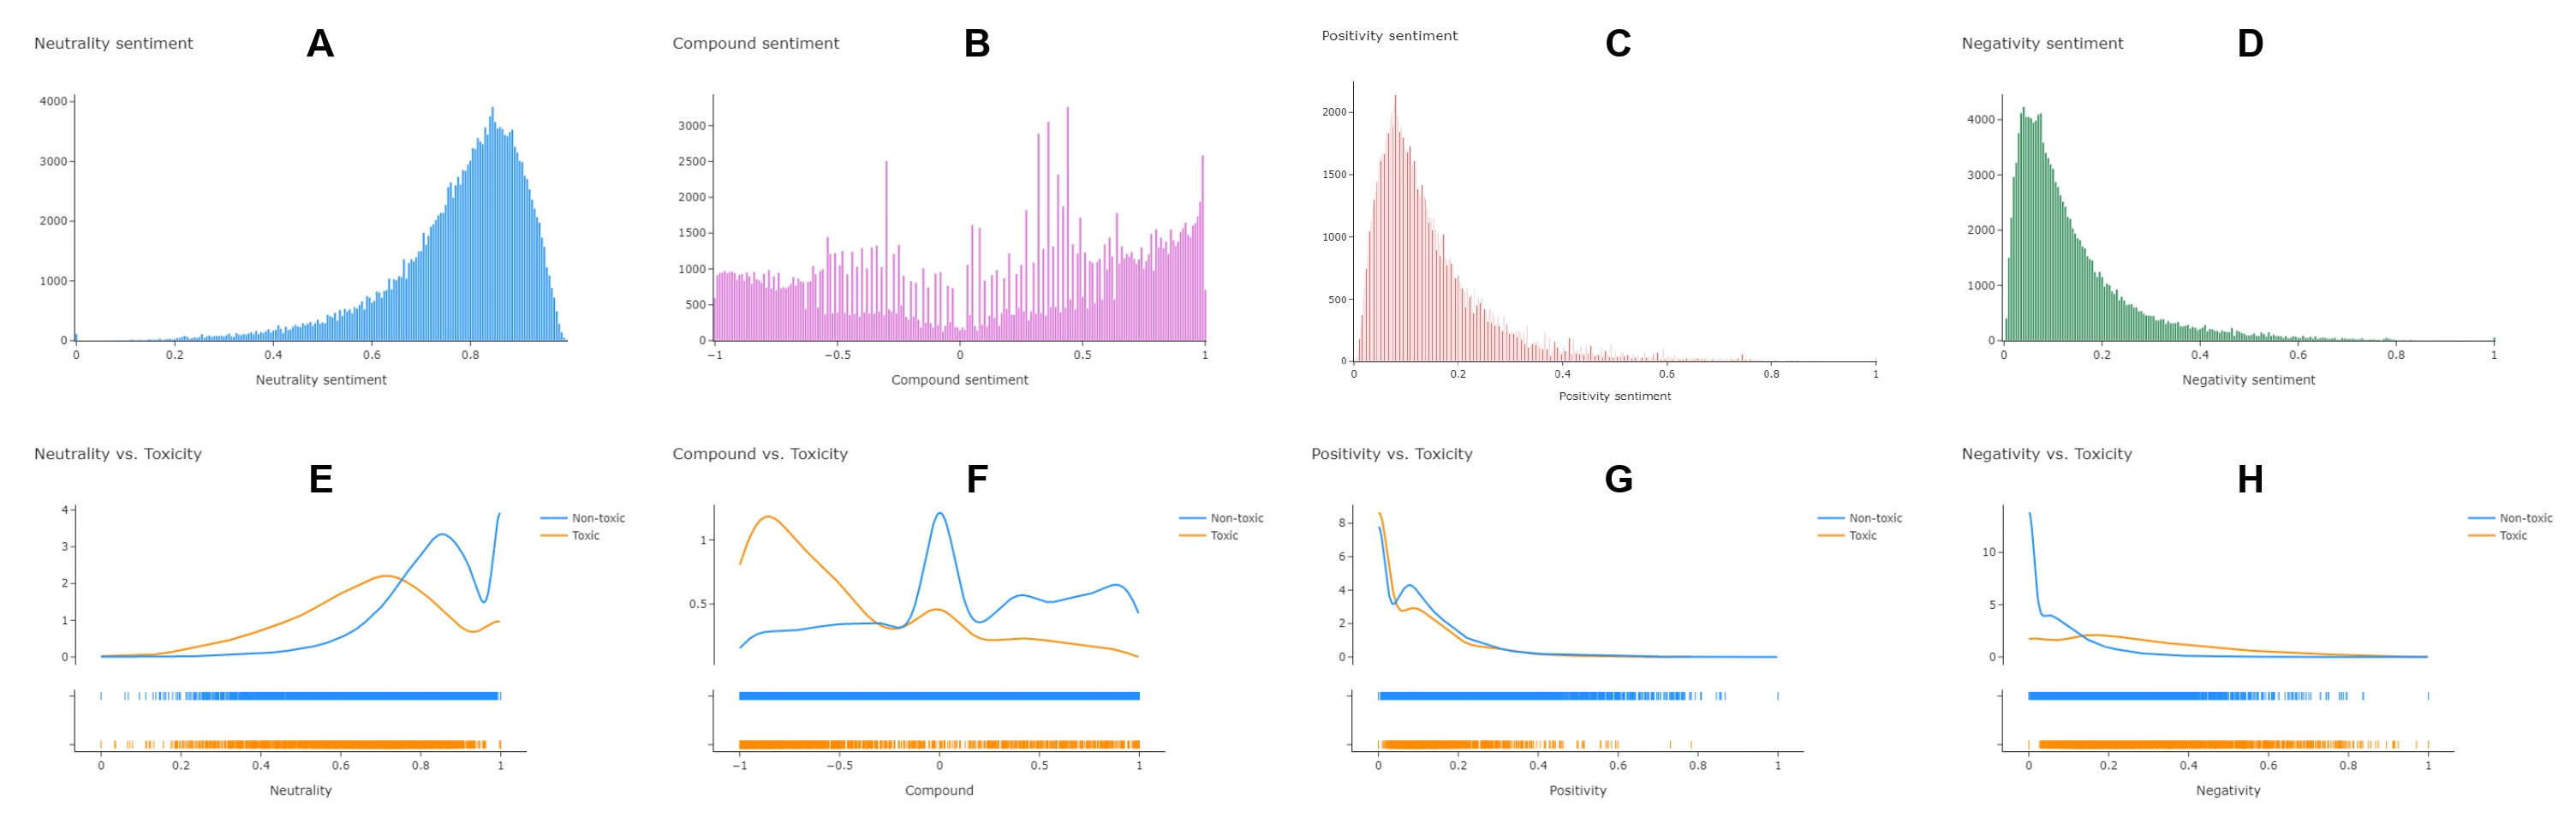 Neutrality sentiment
A
4000
3000
2000
1000
0
0 0.2 0.4 0.6 0.8
Neutrality sentiment
Compound sentiment
B
3000
2500
2000
1500
1000
500
0
−1 −0.5 0 0.5 1
Compound sentiment
Positivity sentiment
C
2000
1500
1000
500
0
0 0.2 0.4 0.6 0.8 1
Positivity sentiment
Negativity sentiment
D
4000
3000
2000
1000
0
0 0.2 0.4 0.6 0.8 1
Negativity sentiment
Neutrality vs. Toxicity
E
4
3
2
1
0
Non-toxic
Toxic
0 0.2 0.4 0.6 0.8 1
Neutrality
Compound vs. Toxicity
F
1
0.5
Non-toxic
Toxic
−1 −0.5 0 0.5 1
Compound
Positivity vs. Toxicity
G
8
6
4
2
0
Non-toxic
Toxic
0 0.2 0.4 0.6 0.8 1
Positivity
Negativity vs. Toxicity
H
10
5
0
Non-toxic
Toxic
0 0.2 0.4 0.6 0.8 1
Negativity